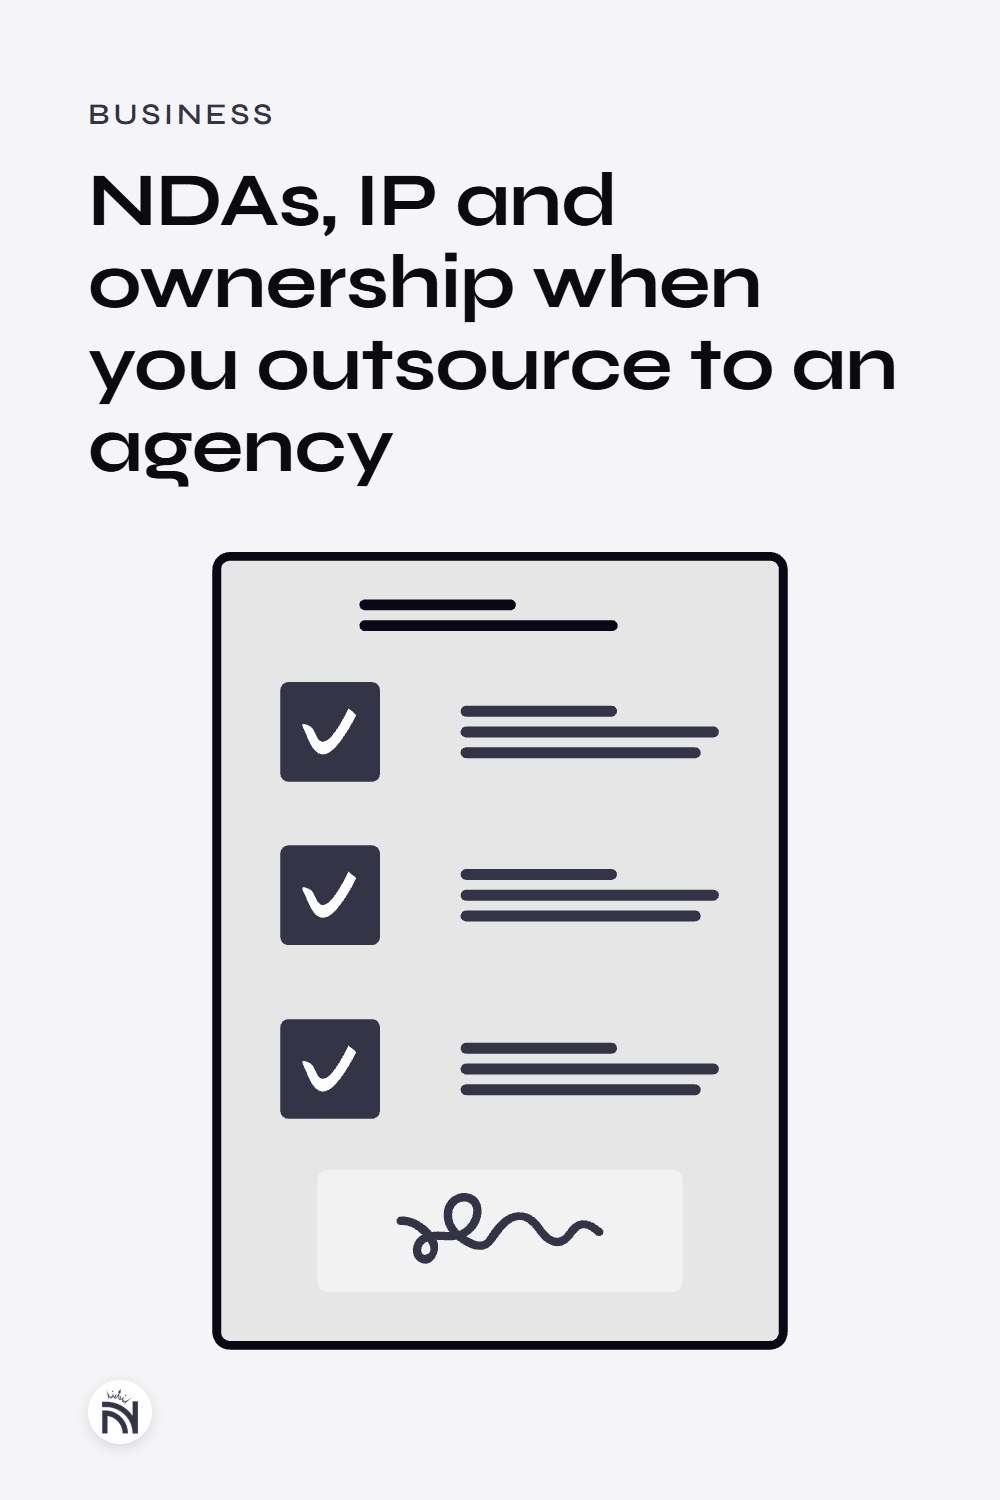 BUSINESS
NDAs, IP and
ownership when
you outsource to an
agency